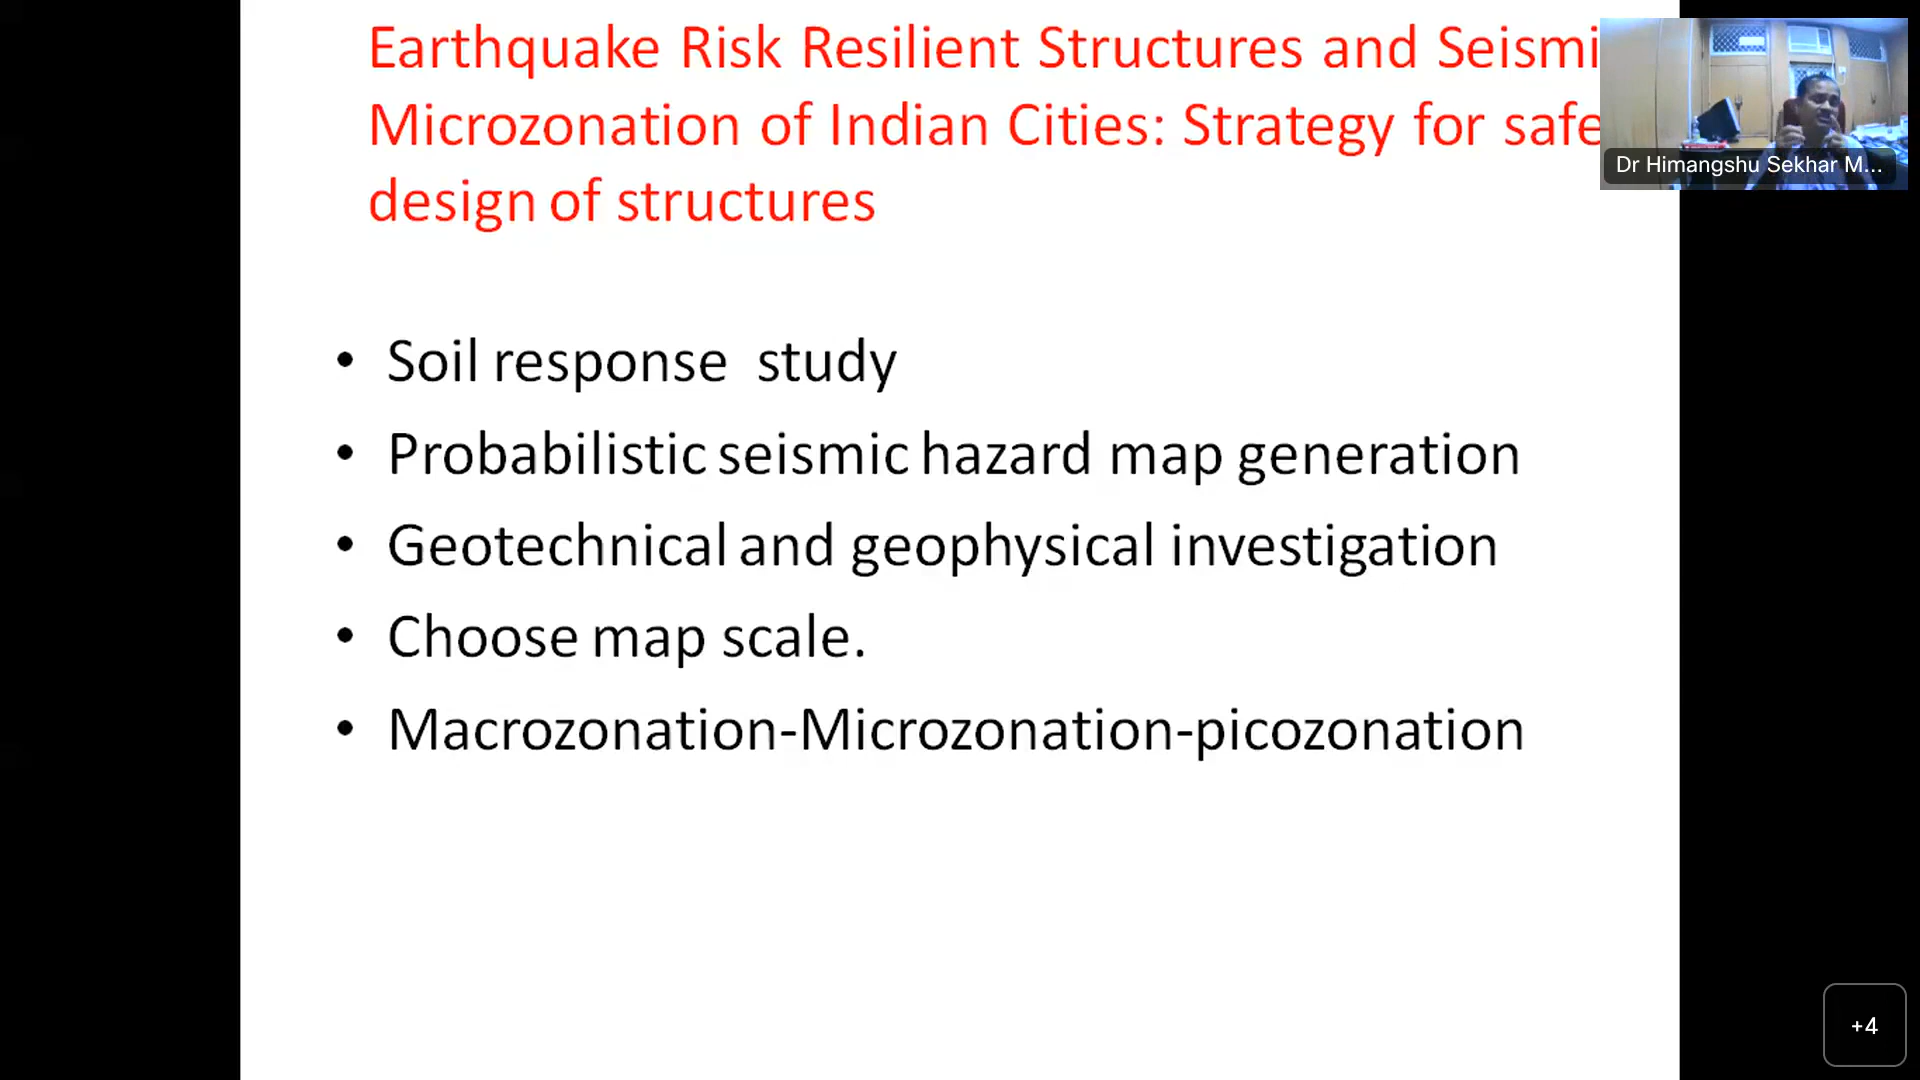 Earthquake Risk Resilient Structures and Seismi
Microzonation of Indian Cities: Strategy for safe
design of structures
Dr Himangshu Sekhar M...
• Soil response study
• Probabilistic seismic hazard map generation
• Geotechnical and geophysical investigation
• Choose map scale.
• Macrozonation-Microzonation-picozonation
+4